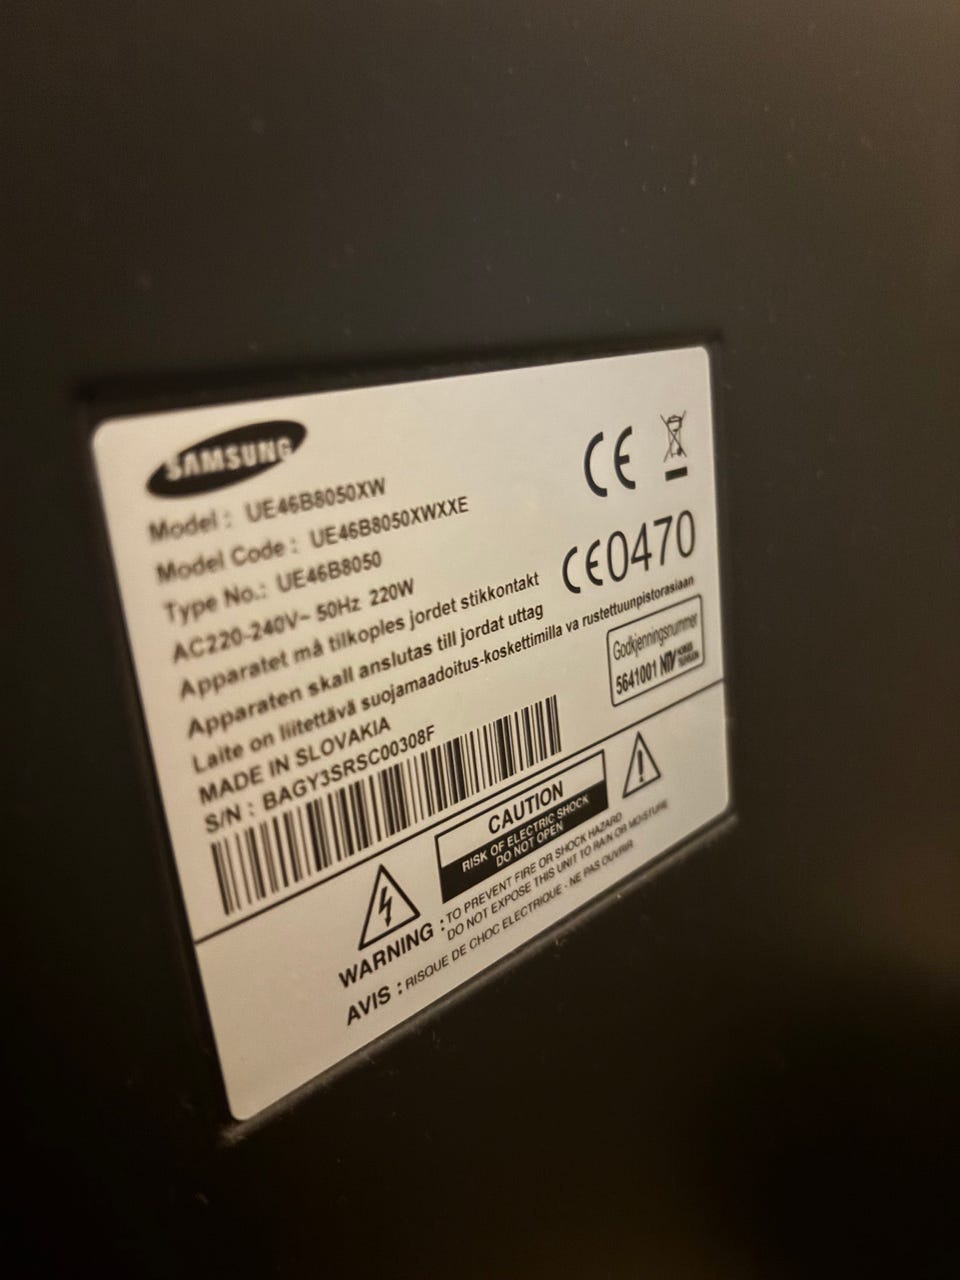 SAMSUNG
Model : UE46B8050XW
Model Code : UE46B8050XWXXE
Type No.: UE46B8050
AC220-240V~ 50Hz 220W
Apparatet må tilkoples jordet stikkontakt
Apparaten skall anslutas till jordat uttag
Laite on liitettävä suojamaadoitus-koskettimilla va rustettuunpistorasiaan
MADE IN SLOVAKIA
S/N : BAGY3SRSC00308F
CE
CE0470
Godkjenningsnummer
5641001 NTV NORGES TELEVISJON
CAUTION
RISK OF ELECTRIC SHOCK
DO NOT OPEN
WARNING : TO PREVENT FIRE OR SHOCK HAZARD
DO NOT EXPOSE THIS UNIT TO RAIN OR MOISTURE
AVIS : RISQUE DE CHOC ELECTRIQUE - NE PAS OUVRIR